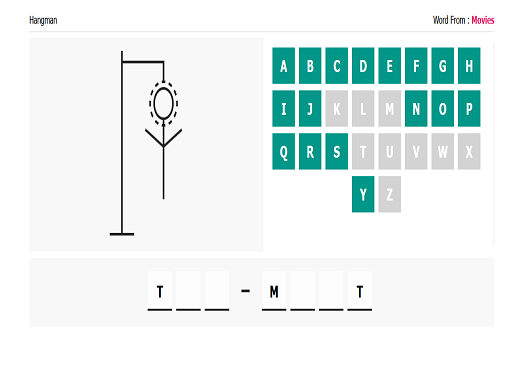 Hangman
Word From : Movies
A B C D E F G H
I J K L M N O P
Q R S T U V W X
Y Z
T - M T